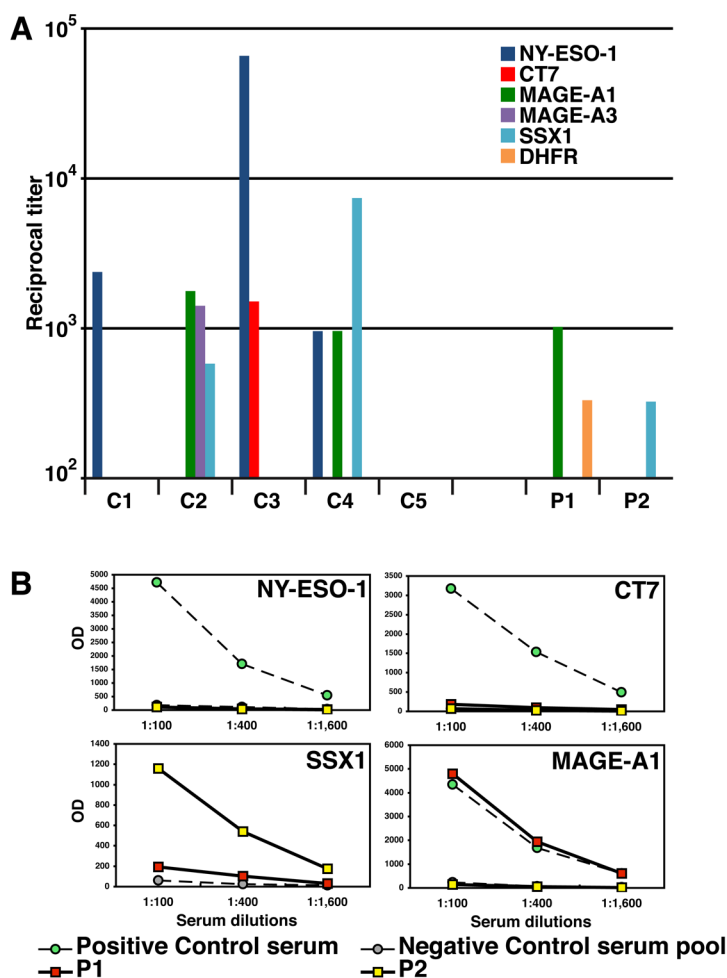 A
10^5
10^4
10^3
10^2
Reciprocal titer
NY-ESO-1
CT7
MAGE-A1
MAGE-A3
SSX1
DHFR
C1 C2 C3 C4 C5 P1 P2
B
NY-ESO-1
OD
5000
4500
4000
3500
3000
2500
2000
1500
1000
500
0
1:100 1:400 1:1,600
CT7
3500
3000
2500
2000
1500
1000
500
0
1:100 1:400 1:1,600
SSX1
OD
1400
1200
1000
800
600
400
200
0
1:100 1:400 1:1,600
Serum dilutions
MAGE-A1
6000
5000
4000
3000
2000
1000
0
1:100 1:400 1:1,600
Serum dilutions
Positive Control serum
Negative Control serum pool
P1
P2